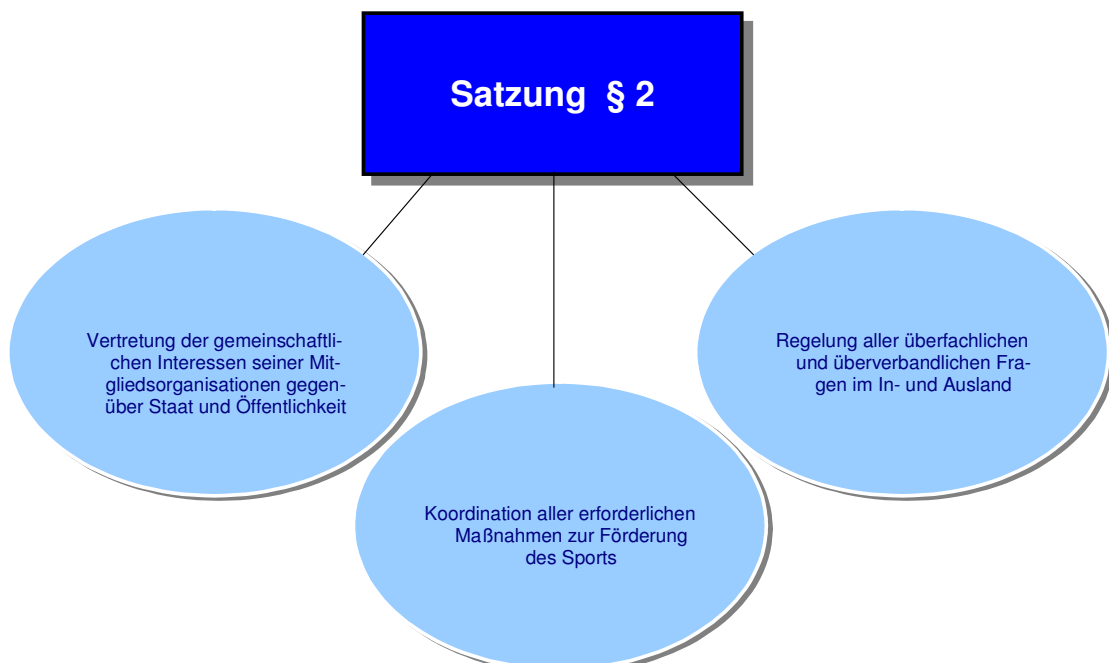 Satzung § 2
Vertretung der gemeinschaftli-
chen Interessen seiner Mit-
gliedsorganisationen gegen-
über Staat und Öffentlichkeit
Koordination aller erforderlichen
Maßnahmen zur Förderung
des Sports
Regelung aller überfachlichen
und überverbandlichen Fra-
gen im In- und Ausland